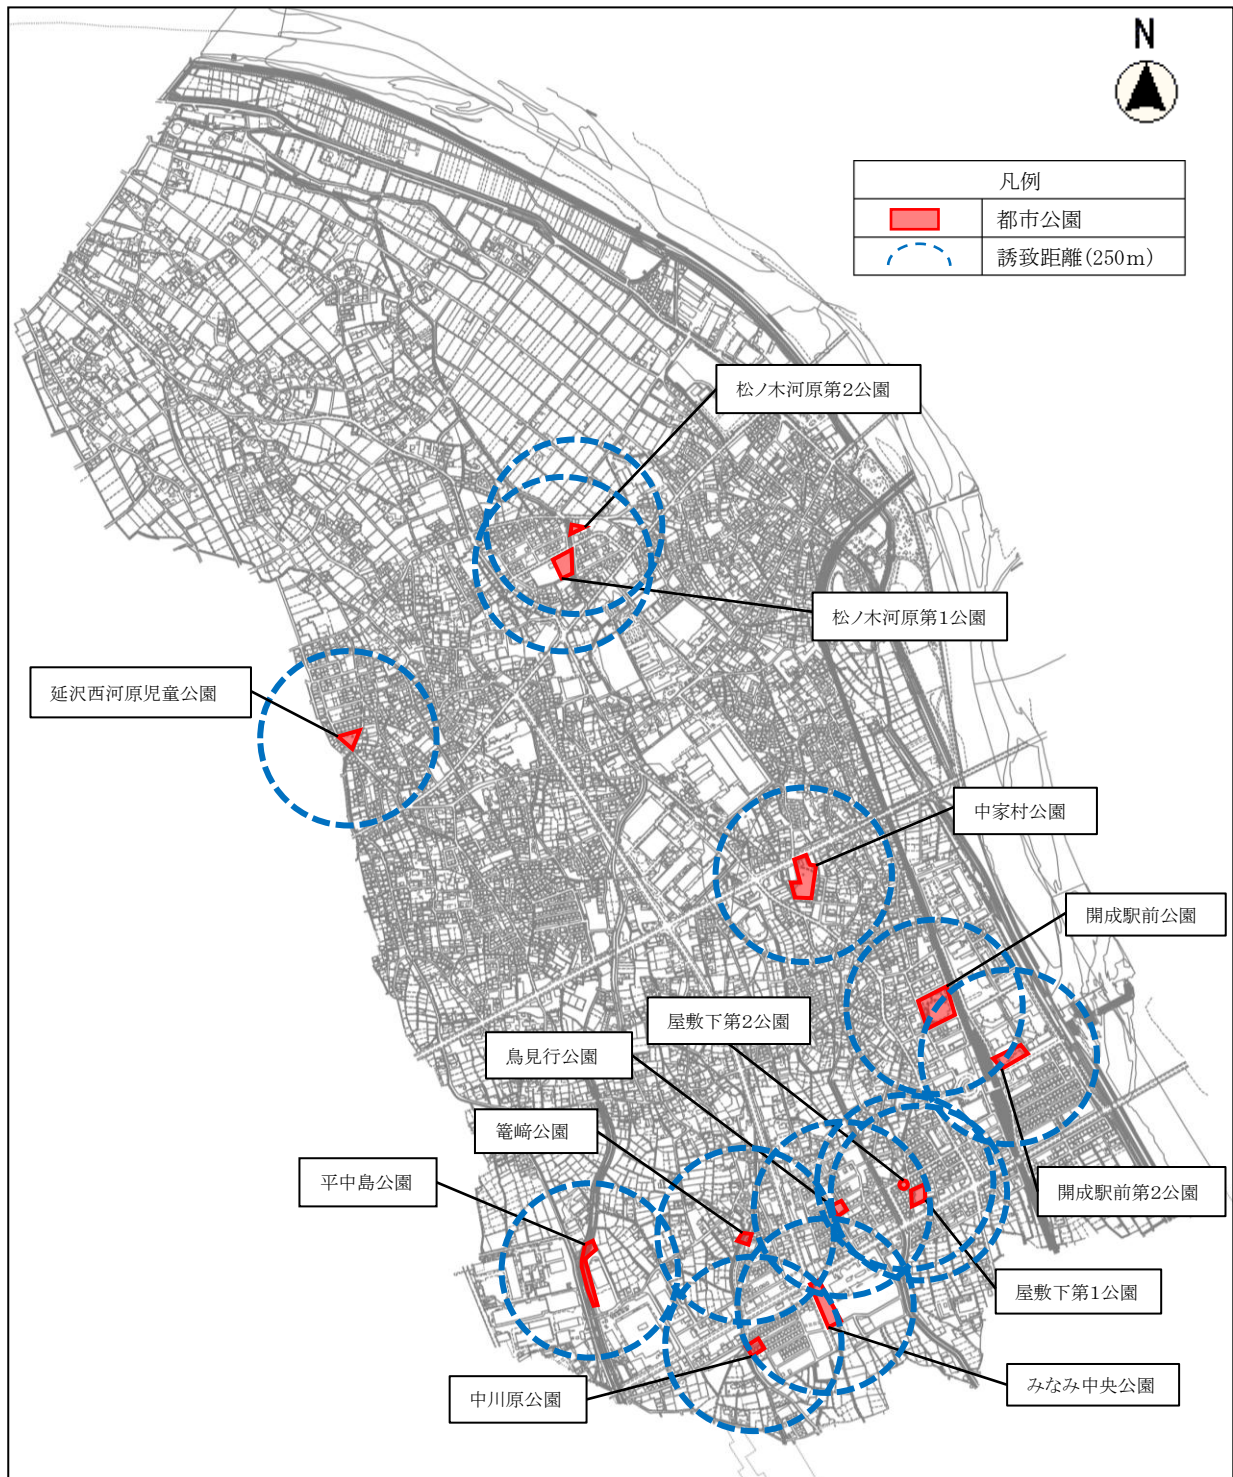 N
凡例
都市公園
誘致距離(250m)
松ノ木河原第2公園
松ノ木河原第1公園
延沢西河原児童公園
中家村公園
開成駅前公園
屋敷下第2公園
鳥見行公園
篭﨑公園
平中島公園
開成駅前第2公園
屋敷下第1公園
みなみ中央公園
中川原公園